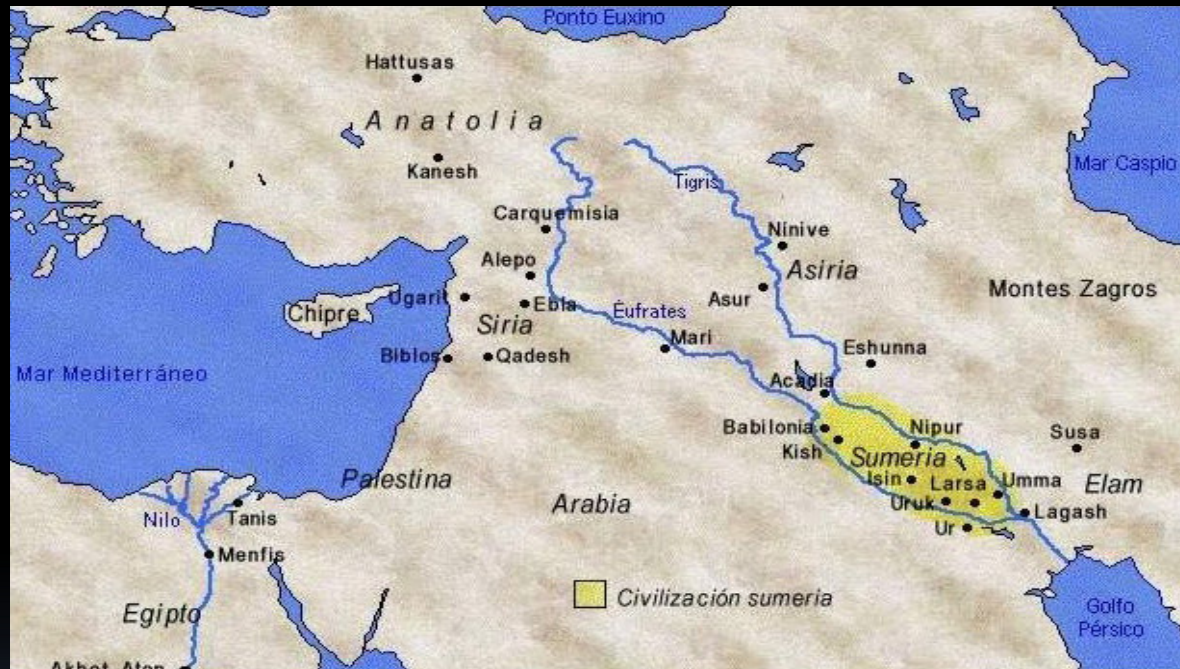 Ponto Euxino
Hattusas
Anatolia
Kanesh
Mar Caspio
Tigris
Carquemisia
Nínive
Alepo
Asiria
Asur
Montes Zagros
Ugarit
Ebla
Chipre
Siria
Éufrates
Mari
Biblos
Qadesh
Eshunna
Mar Mediterráneo
Acadia
Babilonia
Nipur
Kish
Susa
Sumeria
Palestina
Isin
Larsa
Umma
Elam
Arabia
Uruk
Lagash
Nilo
Tanis
Ur
Menfis
Civilización sumeria
Egipto
Golfo
Pérsico